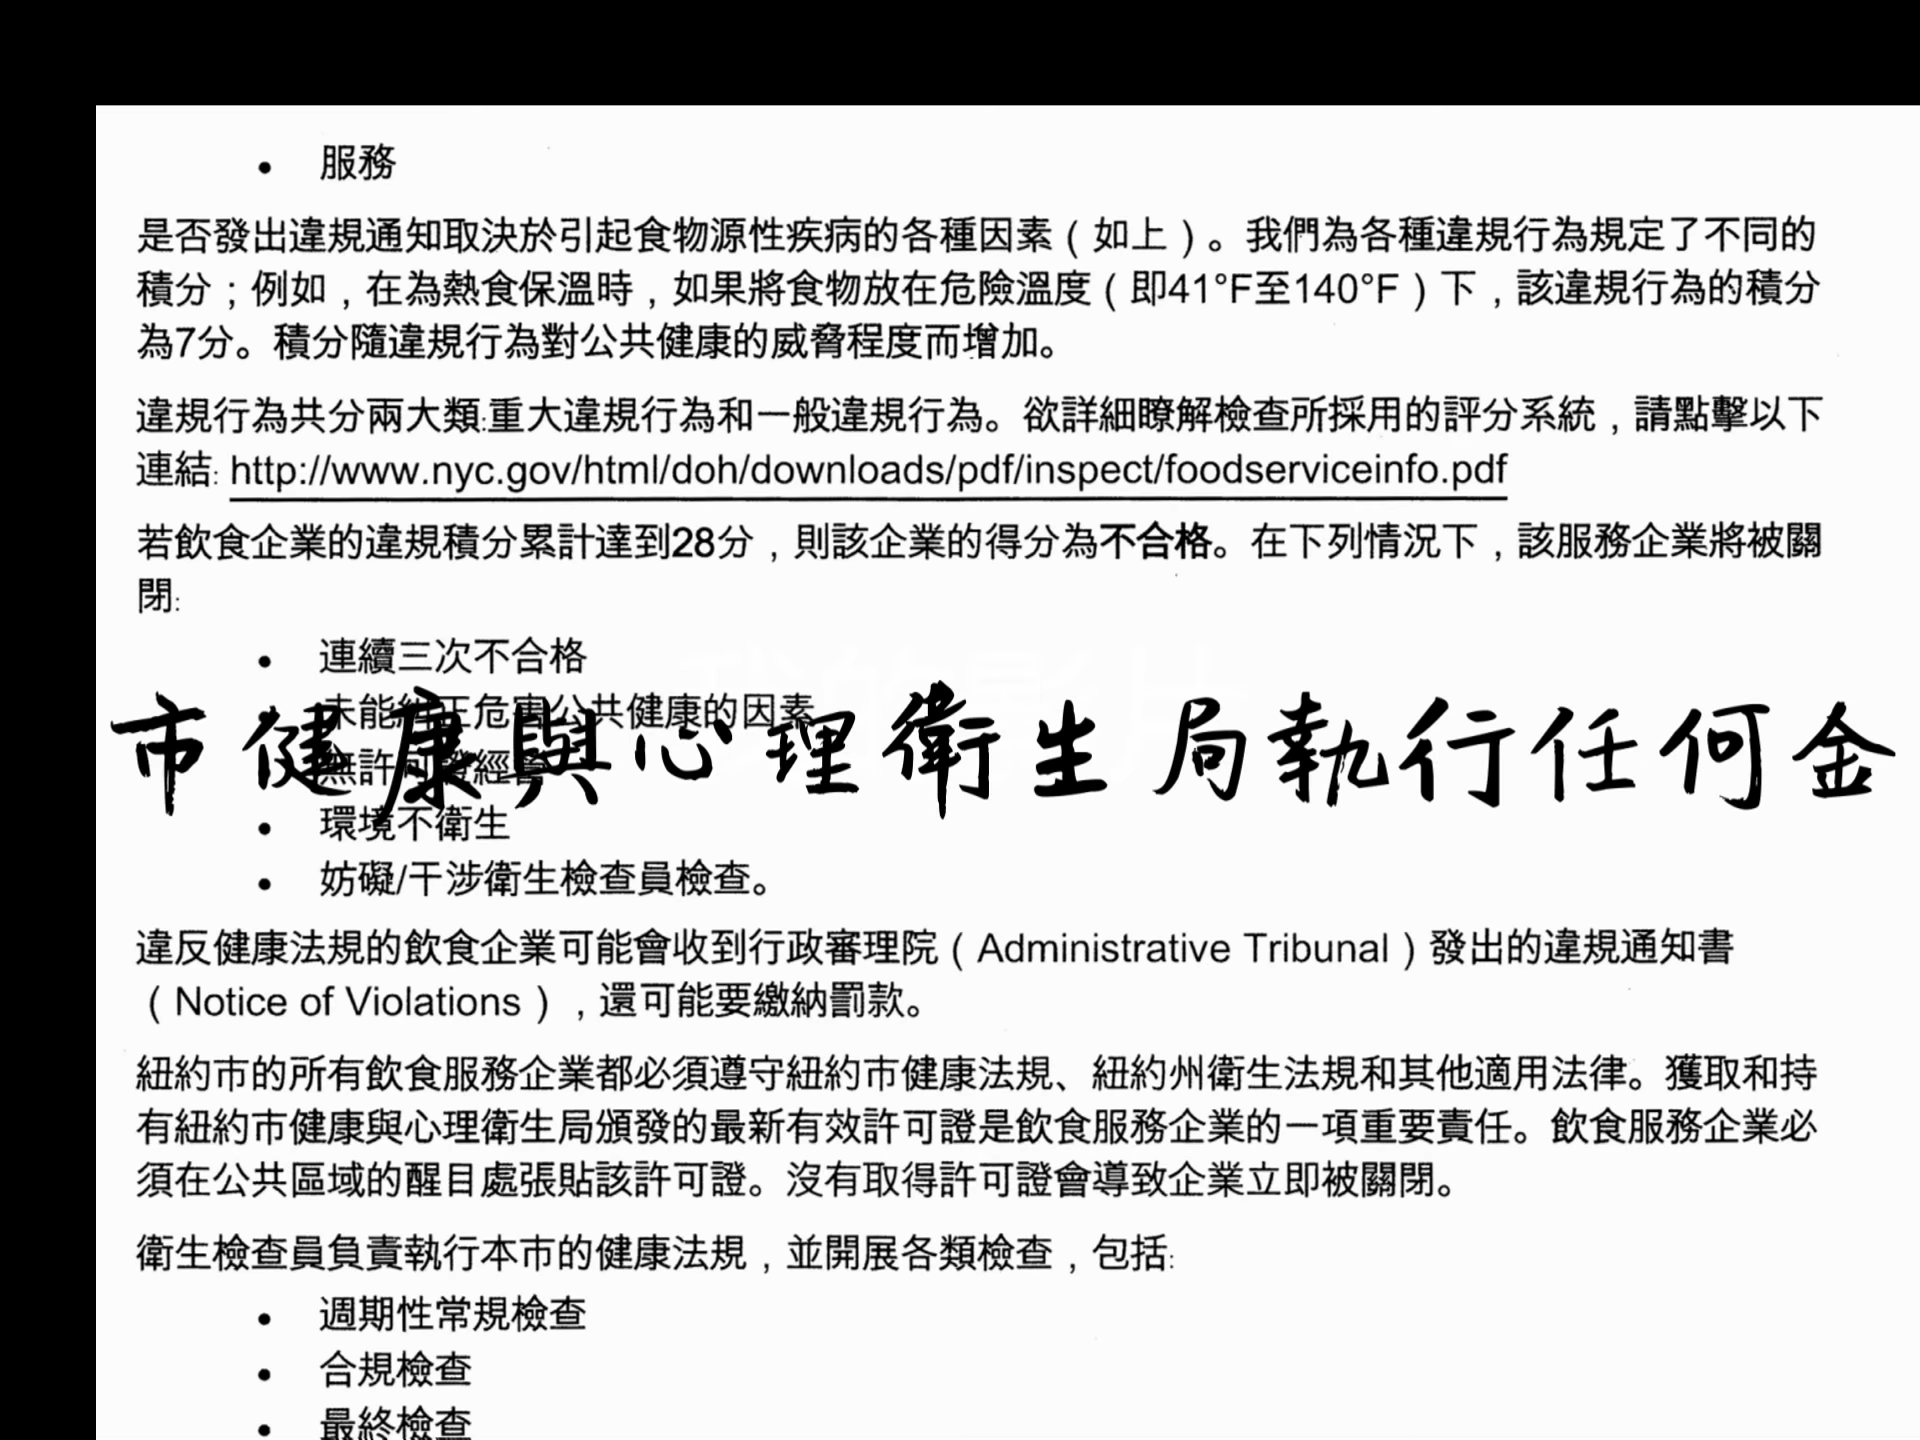 • 服務
是否發出違規通知取決於引起食物源性疾病的各種因素（如上）。我們為各種違規行為規定了不同的
積分；例如，在為熱食保溫時，如果將食物放在危險溫度（即41°F至140°F）下，該違規行為的積分
為7分。積分隨違規行為對公共健康的威脅程度而增加。
違規行為共分兩大類:重大違規行為和一般違規行為。欲詳細瞭解檢查所採用的評分系統，請點擊以下
連結: http://www.nyc.gov/html/doh/downloads/pdf/inspect/foodserviceinfo.pdf
若飲食企業的違規積分累計達到28分，則該企業的得分為不合格。在下列情況下，該服務企業將被關
閉:
• 連續三次不合格
未能糾正危害公共健康的因素
市健康與心理衛生局執行任何金
無許可證經營
• 環境不衛生
• 妨礙/干涉衛生檢查員檢查。
違反健康法規的飲食企業可能會收到行政審理院（Administrative Tribunal）發出的違規通知書
（Notice of Violations），還可能要繳納罰款。
紐約市的所有飲食服務企業都必須遵守紐約市健康法規、紐約州衛生法規和其他適用法律。獲取和持
有紐約市健康與心理衛生局頒發的最新有效許可證是飲食服務企業的一項重要責任。飲食服務企業必
須在公共區域的醒目處張貼該許可證。沒有取得許可證會導致企業立即被關閉。
衛生檢查員負責執行本市的健康法規，並開展各類檢查，包括:
• 週期性常規檢查
• 合規檢查
• 最終檢查